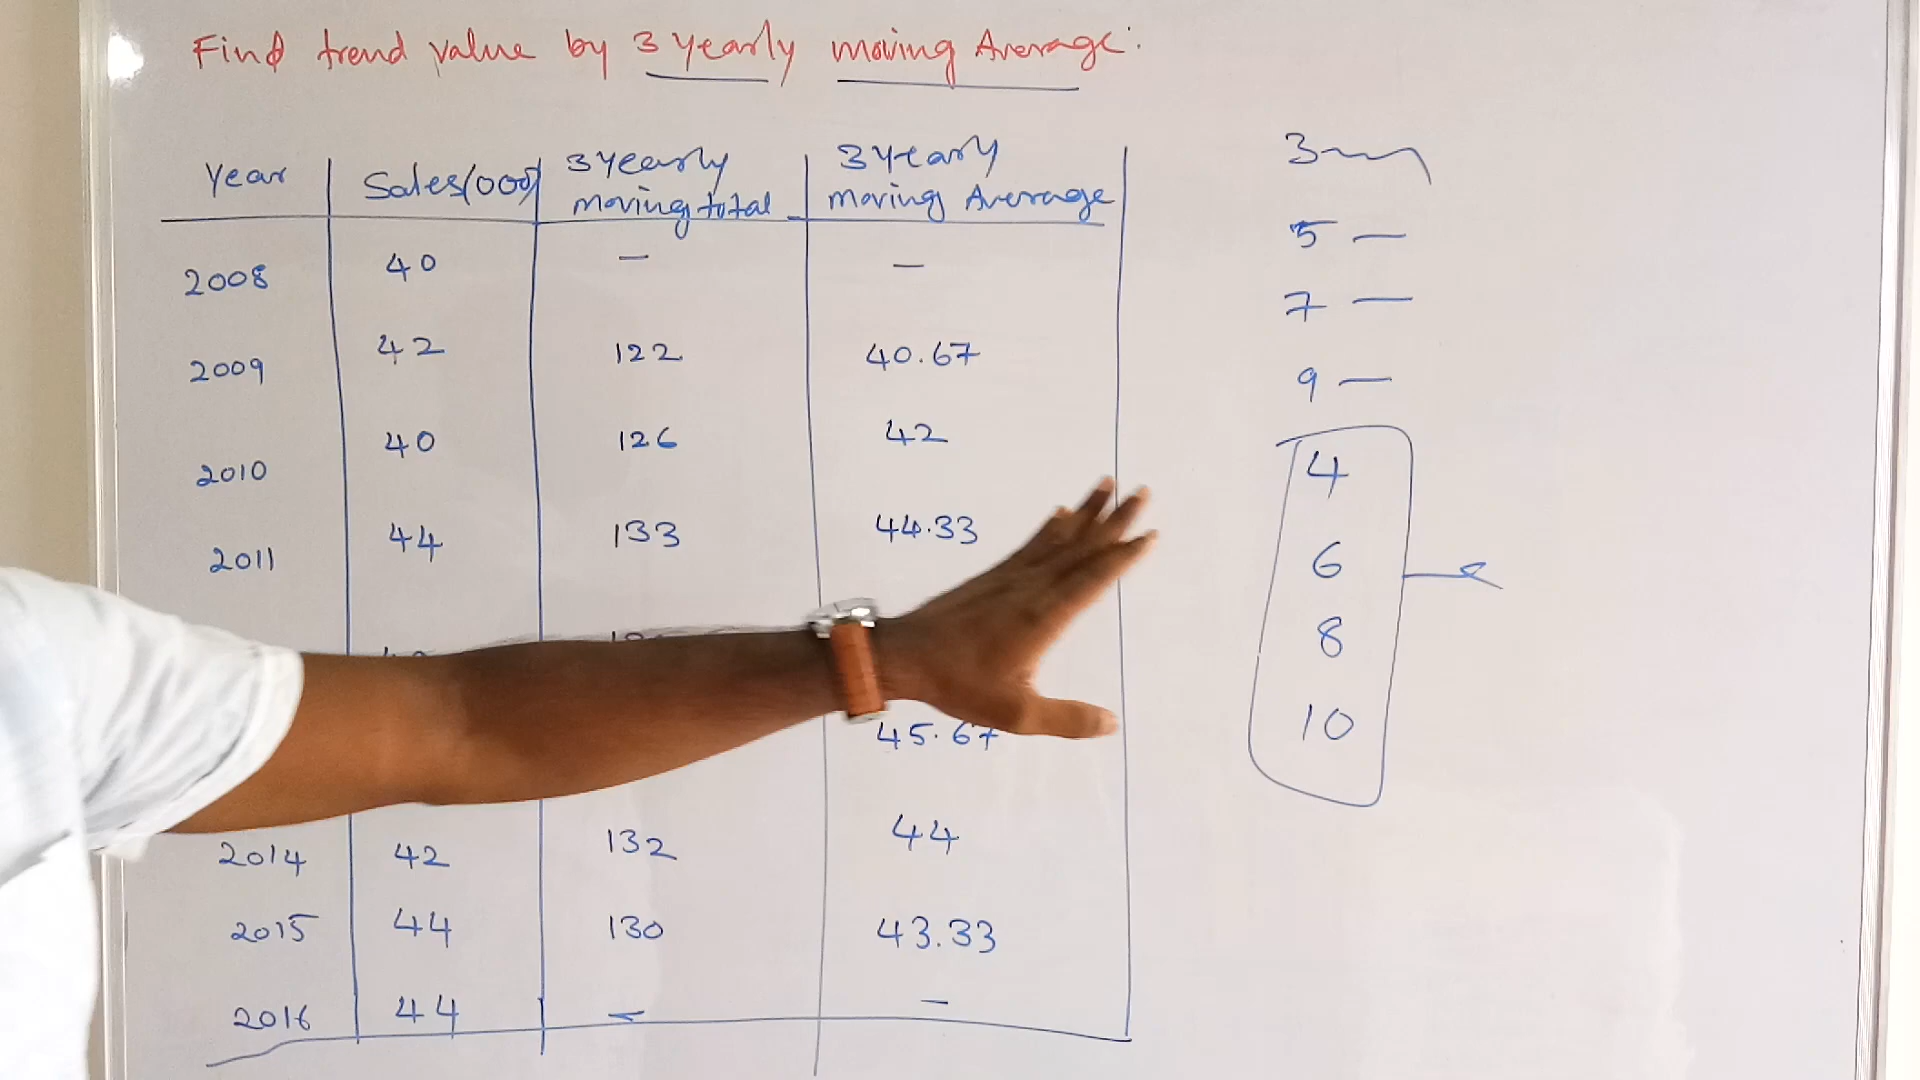 Find trend value by 3 yearly moving Average:
Year Sales(000) 3 Yearly moving total 3 yearly moving Average
2008 40 — —
2009 42 122 40.67
2010 40 126 42
2011 44 133 44.33
45.67
2014 42 132 44
2015 44 130 43.33
2016 44 — —
3
5 —
7 —
9 —
4
6
8
10